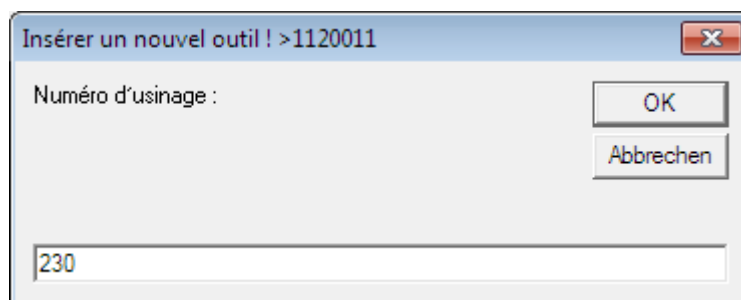 Insérer un nouvel outil ! >1120011
Numéro d´usinage :
OK
Abbrechen
230